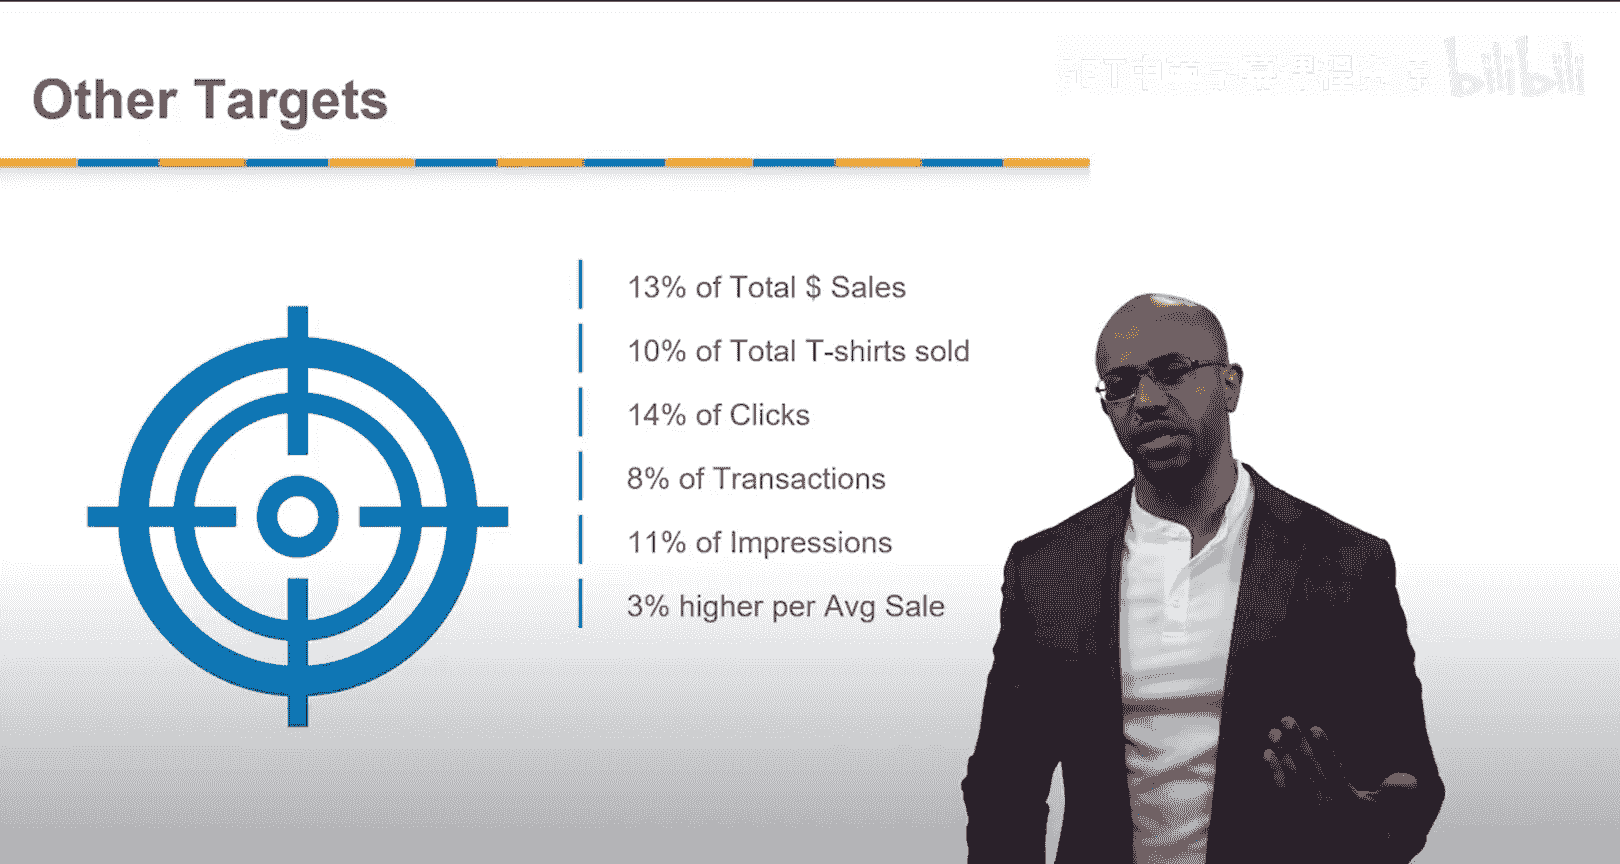 Other Targets
13% of Total $ Sales
10% of Total T-shirts sold
14% of Clicks
8% of Transactions
11% of Impressions
3% higher per Avg Sale
bilibili